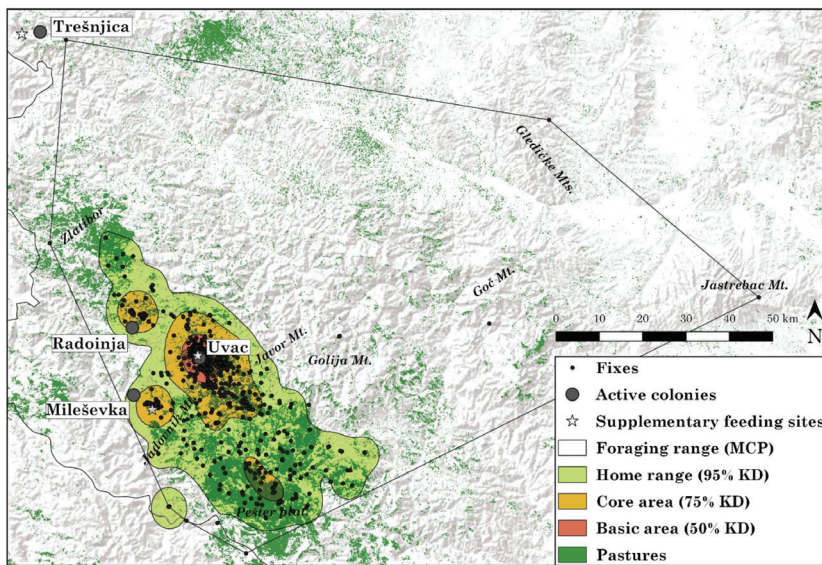 Trešnjica
Gledićke Mts.
Zlatibor
Goč Mt.
Jastrebac Mt.
0 10 20 30 40 50 km
N
Radoinja
Uvac
Javor Mt.
Golija Mt.
Mileševka
Jadovnik Mt.
Pešter plat.
Fixes
Active colonies
Supplementary feeding sites
Foraging range (MCP)
Home range (95% KD)
Core area (75% KD)
Basic area (50% KD)
Pastures